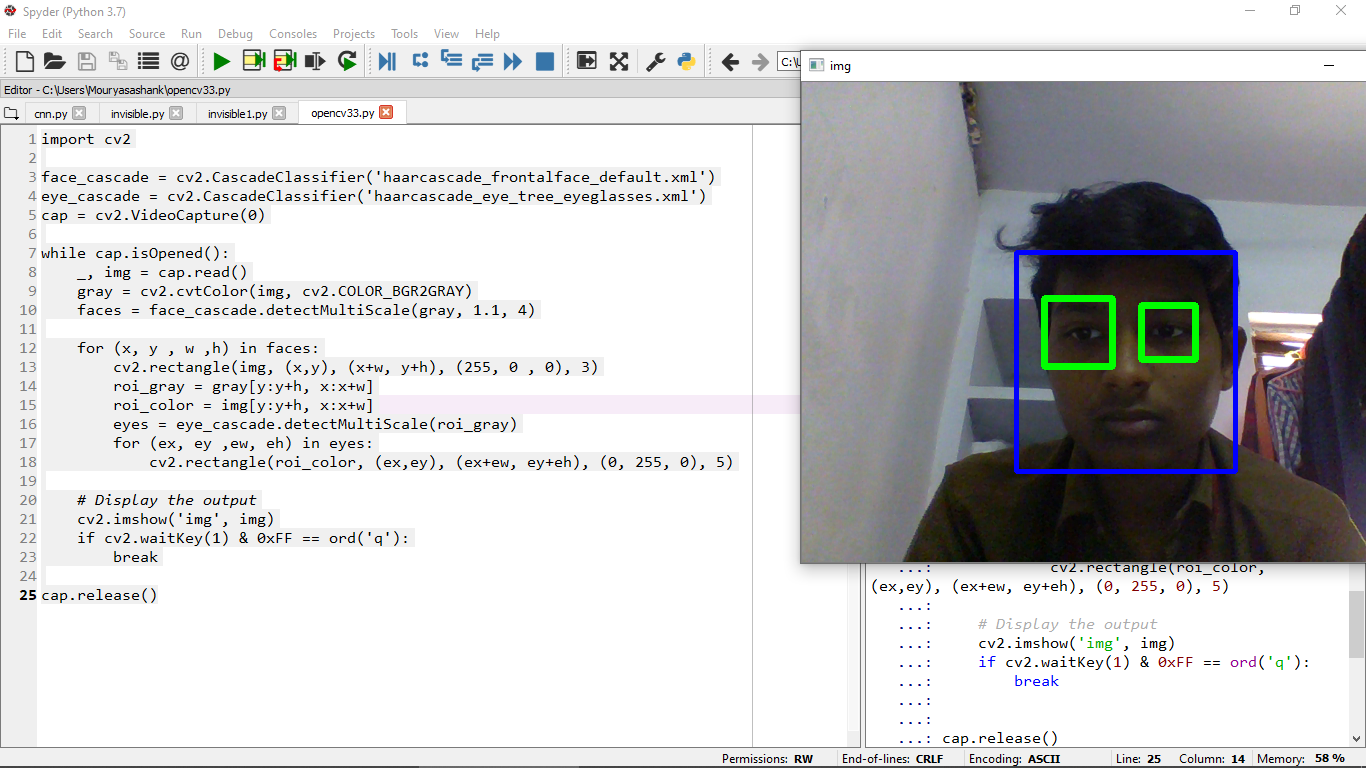 Spyder (Python 3.7)
File Edit Search Source Run Debug Consoles Projects Tools View Help
C:\
Editor - C:\Users\Mouryasashank\opencv33.py
cnn.py invisible.py invisible1.py opencv33.py
1 import cv2
2
3 face_cascade = cv2.CascadeClassifier('haarcascade_frontalface_default.xml')
4 eye_cascade = cv2.CascadeClassifier('haarcascade_eye_tree_eyeglasses.xml')
5 cap = cv2.VideoCapture(0)
6
7 while cap.isOpened():
8     _, img = cap.read()
9     gray = cv2.cvtColor(img, cv2.COLOR_BGR2GRAY)
10     faces = face_cascade.detectMultiScale(gray, 1.1, 4)
11
12     for (x, y , w ,h) in faces:
13         cv2.rectangle(img, (x,y), (x+w, y+h), (255, 0 , 0), 3)
14         roi_gray = gray[y:y+h, x:x+w]
15         roi_color = img[y:y+h, x:x+w]
16         eyes = eye_cascade.detectMultiScale(roi_gray)
17         for (ex, ey ,ew, eh) in eyes:
18             cv2.rectangle(roi_color, (ex,ey), (ex+ew, ey+eh), (0, 255, 0), 5)
19
20     # Display the output
21     cv2.imshow('img', img)
22     if cv2.waitKey(1) & 0xFF == ord('q'):
23         break
24
25 cap.release()
img
...:             cv2.rectangle(roi_color,
(ex,ey), (ex+ew, ey+eh), (0, 255, 0), 5)
...:
...:     # Display the output
...:     cv2.imshow('img', img)
...:     if cv2.waitKey(1) & 0xFF == ord('q'):
...:         break
...:
...:
...: cap.release()
Permissions: RW End-of-lines: CRLF Encoding: ASCII Line: 25 Column: 14 Memory: 58 %